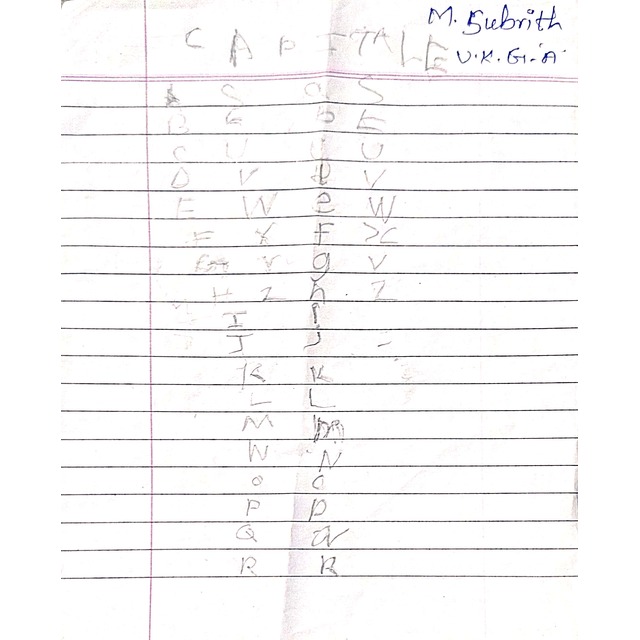 M. Subrith
U.K.G.'A'
CAPITALE
A S a S
B E b E
C U U
D V d V
E W e W
F X F >C
G Y g V
H Z h Z
I i
J J
K K
L L
M m
W N
O O
P P
Q
R R